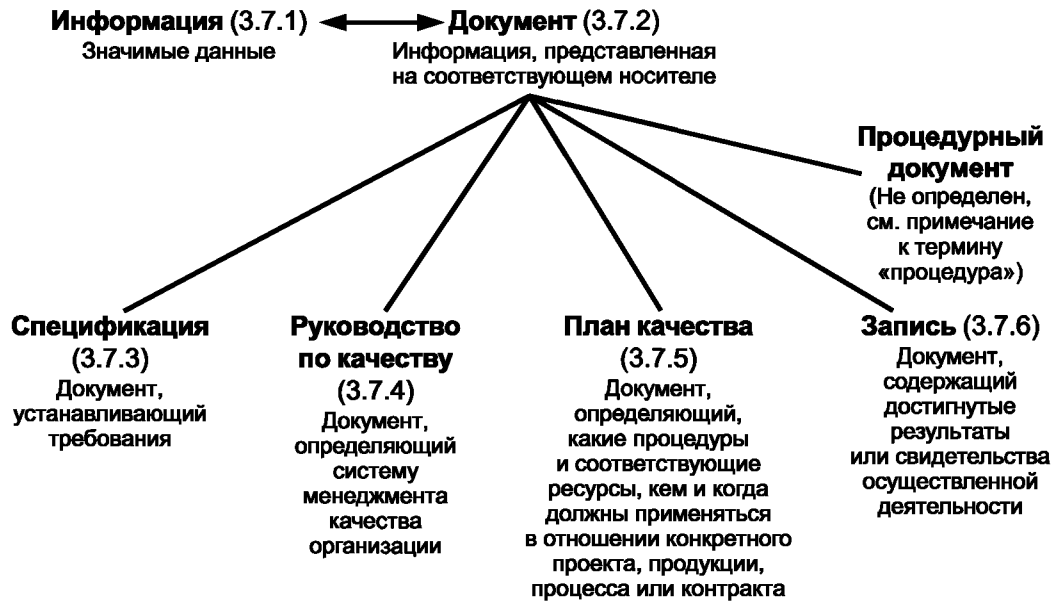 Информация (3.7.1)
Значимые данные
Документ (3.7.2)
Информация, представленная
на соответствующем носителе
Процедурный
документ
(Не определен,
см. примечание
к термину
«процедура»)
Спецификация
(3.7.3)
Документ,
устанавливающий
требования
Руководство
по качеству
(3.7.4)
Документ,
определяющий
систему
менеджмента
качества
организации
План качества
(3.7.5)
Документ,
определяющий,
какие процедуры
и соответствующие
ресурсы, кем и когда
должны применяться
в отношении конкретного
проекта, продукции,
процесса или контракта
Запись (3.7.6)
Документ,
содержащий
достигнутые
результаты
или свидетельства
осуществленной
деятельности